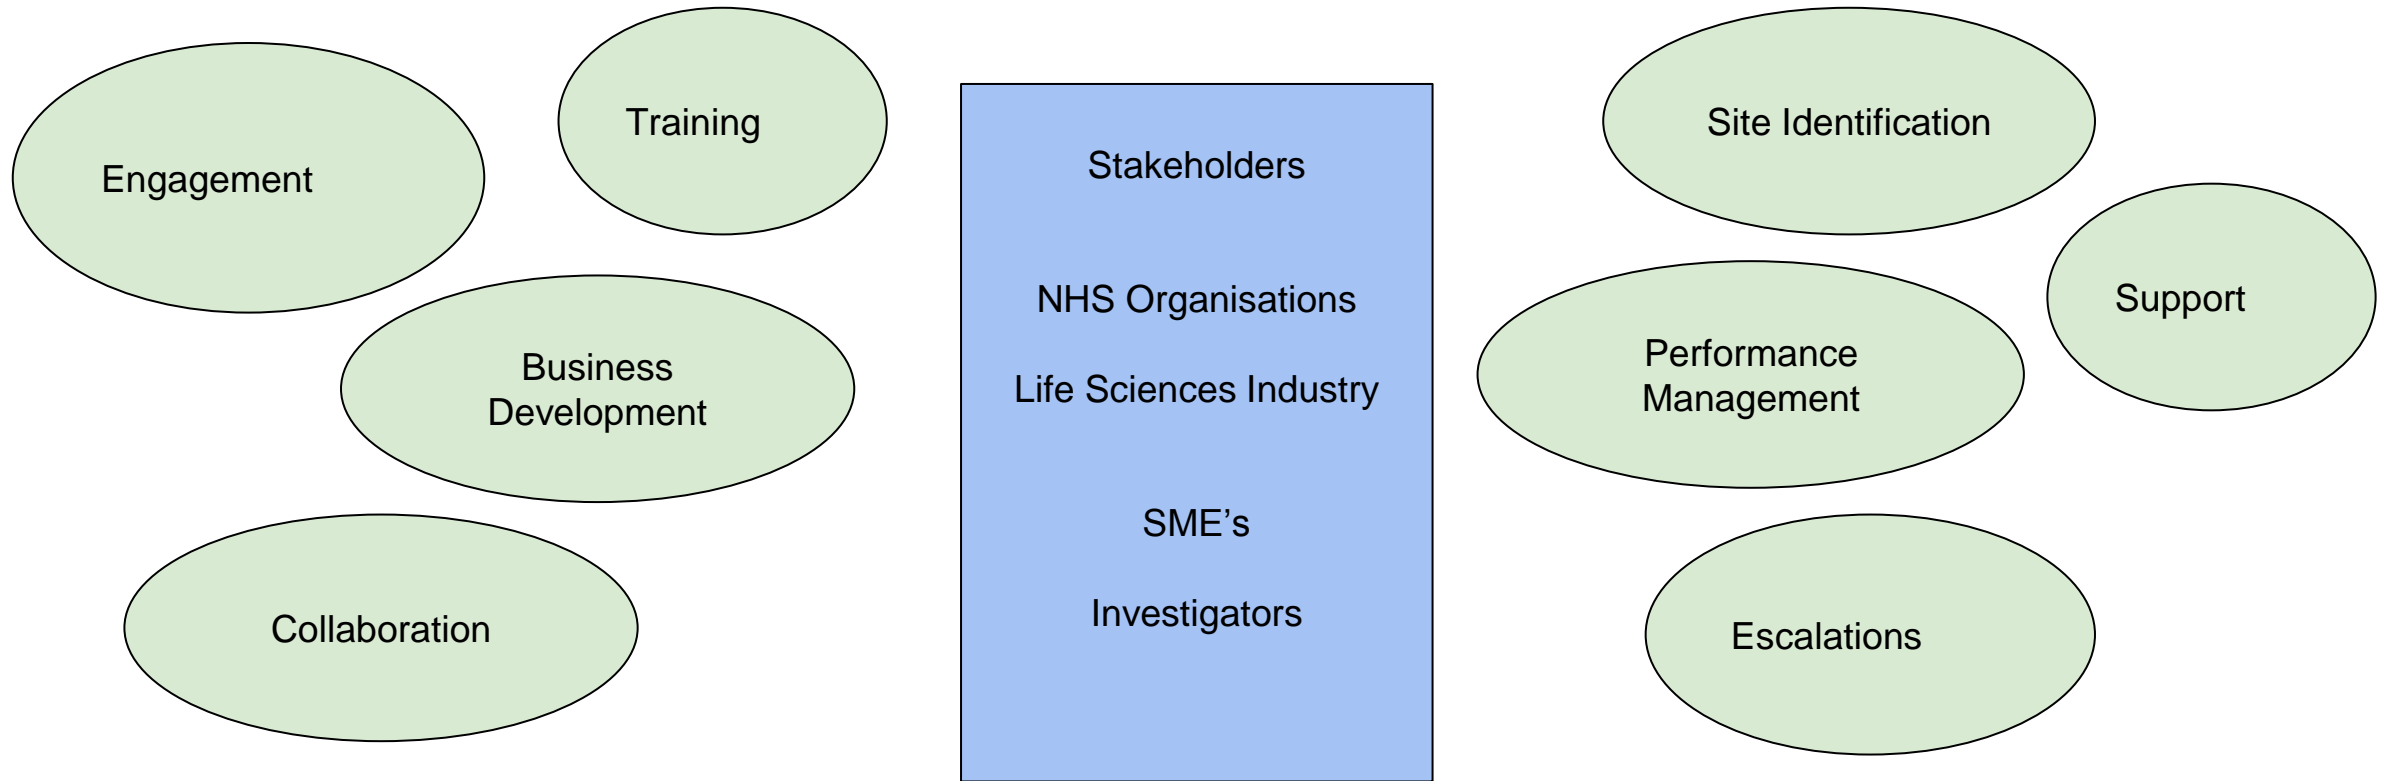 Engagement
Training
Business
Development
Collaboration
Stakeholders
NHS Organisations
Life Sciences Industry
SME’s
Investigators
Site Identification
Support
Performance
Management
Escalations